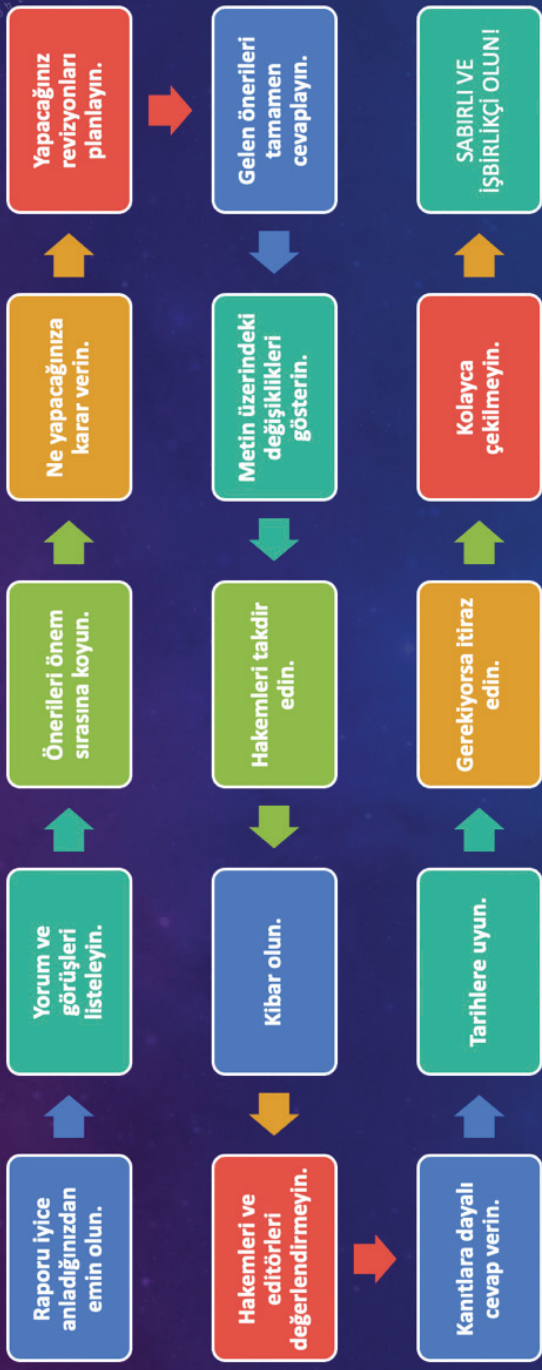 Raporu iyice
anladığınızdan
emin olun.
Yorum ve
görüşleri
listeleyin.
Önerileri önem
sırasına koyun.
Ne yapacağınıza
karar verin.
Yapacağınız
revizyonları
planlayın.
Gelen önerileri
tamamen
cevaplayın.
Metin üzerindeki
değişiklikleri
gösterin.
Hakemleri takdir
edin.
Kibar olun.
Hakemleri ve
editörleri
değerlendirmeyin.
Kanıtlara dayalı
cevap verin.
Tarihlere uyun.
Gerekiyorsa itiraz
edin.
Kolayca
çekilmeyin.
SABIRLI VE
İŞBİRLİKÇİ OLUN!